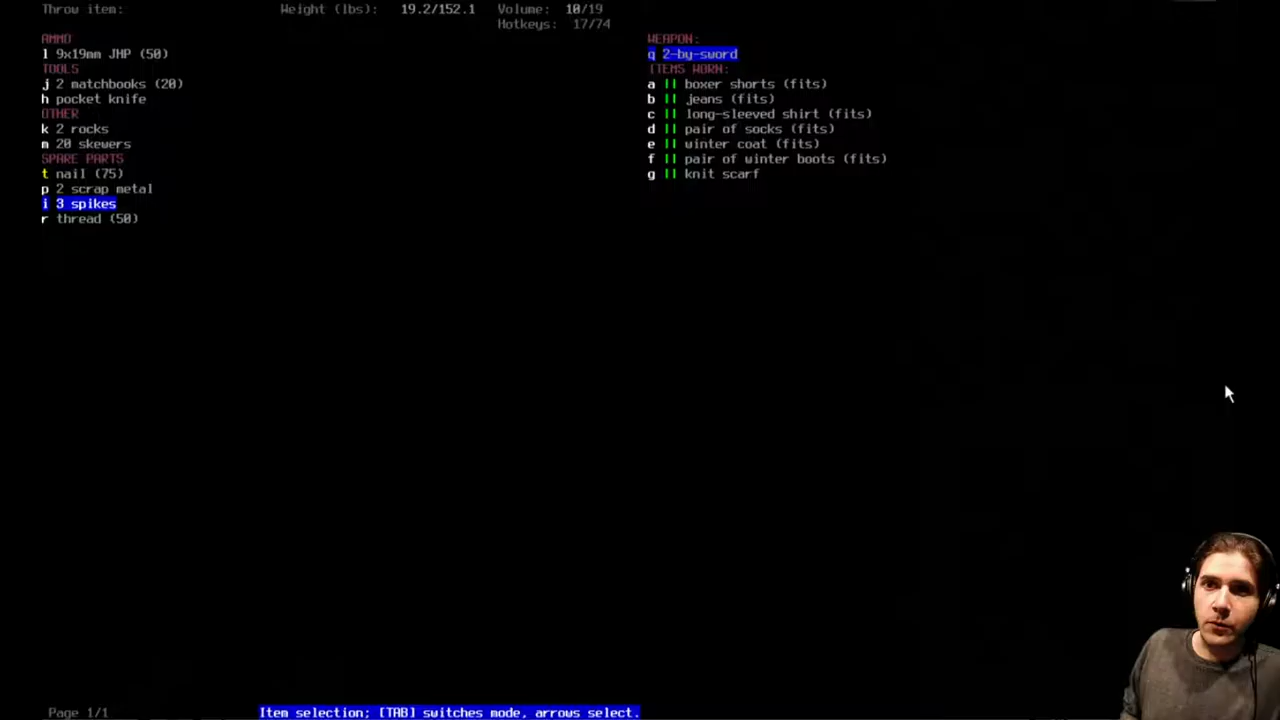 Throw item: Weight (lbs): 19.2/152.1 Volume: 10/19
Hotkeys: 17/74
AMMO
l 9x19mm JHP (50)
TOOLS
j 2 matchbooks (20)
h pocket knife
OTHER
k 2 rocks
m 20 skewers
SPARE PARTS
t nail (75)
p 2 scrap metal
i 3 spikes
r thread (50)
WEAPON:
q 2-by-sword
ITEMS WORN:
a || boxer shorts (fits)
b || jeans (fits)
c || long-sleeved shirt (fits)
d || pair of socks (fits)
e || winter coat (fits)
f || pair of winter boots (fits)
g || knit scarf
Page 1/1 Item selection; [TAB] switches mode, arrows select.